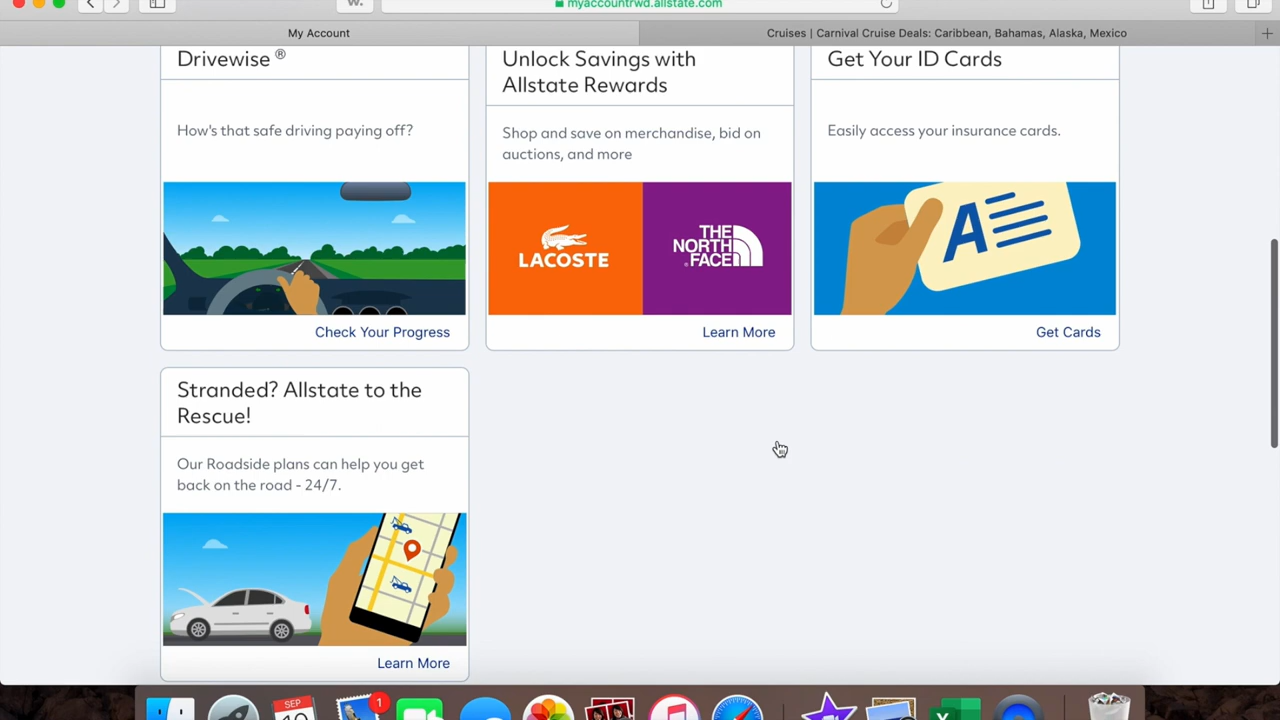 myaccountrwd.allstate.com
My Account
Cruises | Carnival Cruise Deals: Caribbean, Bahamas, Alaska, Mexico
Drivewise ®
How's that safe driving paying off?
Check Your Progress
Unlock Savings with
Allstate Rewards
Shop and save on merchandise, bid on
auctions, and more
LACOSTE
THE
NORTH
FACE
Learn More
Get Your ID Cards
Easily access your insurance cards.
A
Get Cards
Stranded? Allstate to the
Rescue!
Our Roadside plans can help you get
back on the road - 24/7.
Learn More
SEP
1